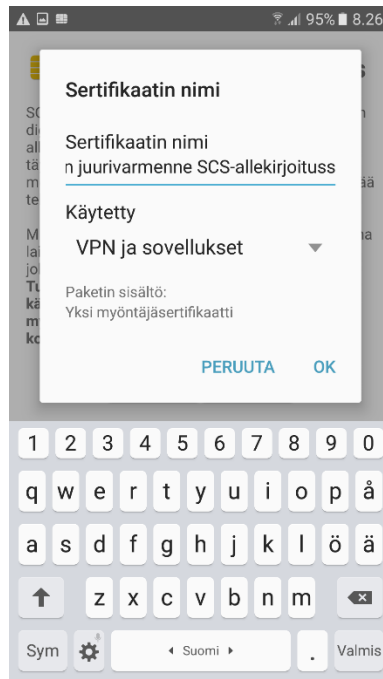 95% 8.26
Sertifikaatin nimi
Sertifikaatin nimi
n juurivarmenne SCS-allekirjoituss
Käytetty
VPN ja sovellukset
Paketin sisältö:
Yksi myöntäjäsertifikaatti
PERUUTA OK
1 2 3 4 5 6 7 8 9 0
q w e r t y u i o p å
a s d f g h j k l ö ä
z x c v b n m
Sym Suomi . Valmis